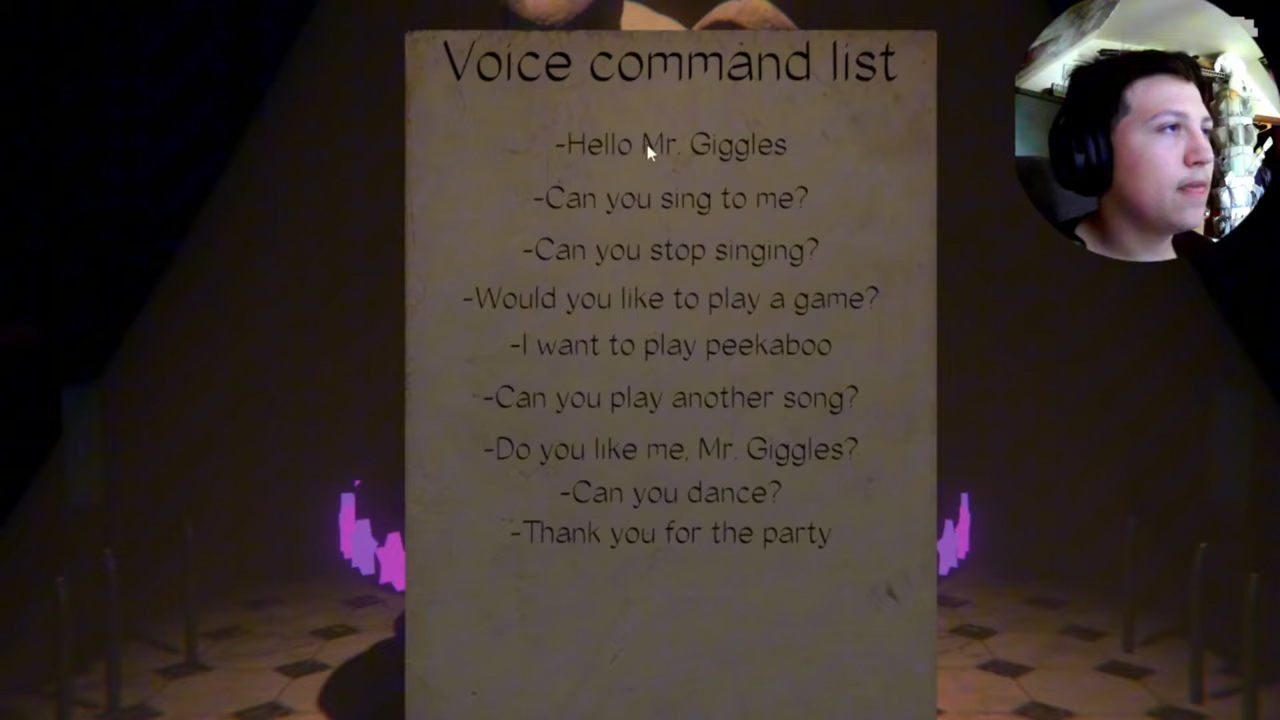 Voice command list
-Hello Mr. Giggles
-Can you sing to me?
-Can you stop singing?
-Would you like to play a game?
-I want to play peekaboo
-Can you play another song?
-Do you like me, Mr. Giggles?
-Can you dance?
-Thank you for the party